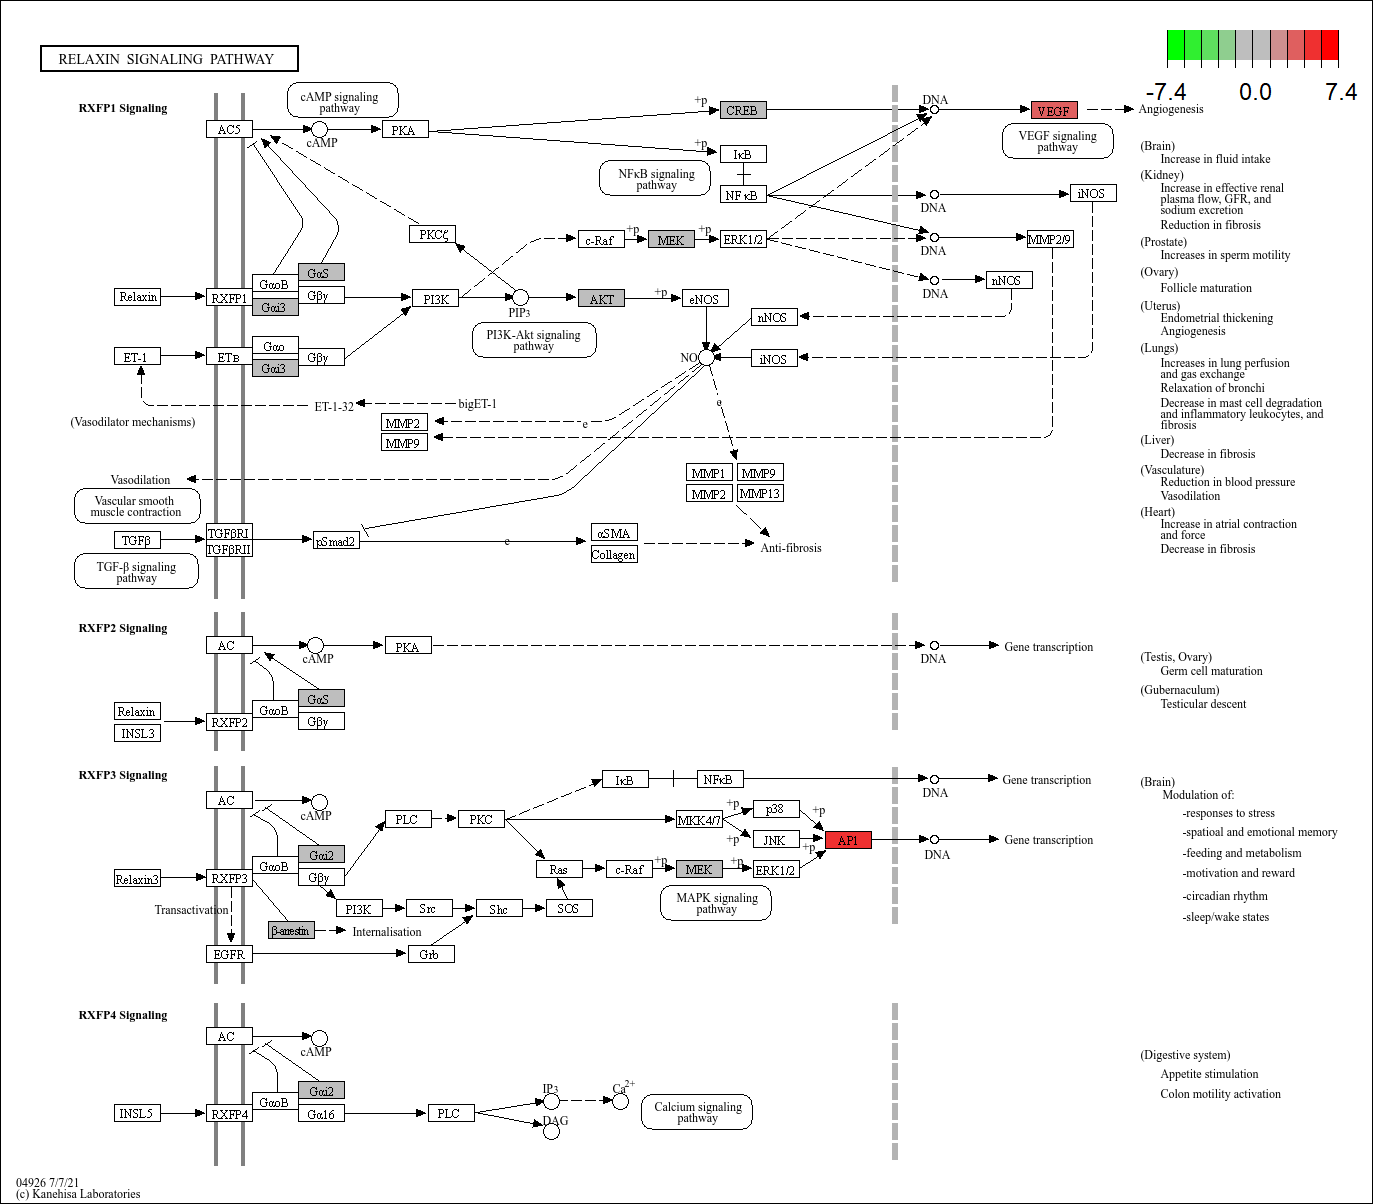 RELAXIN SIGNALING PATHWAY
-7.4 0.0 7.4
RXFP1 Signaling
cAMP signaling
pathway
AC5
cAMP
PKA
+p
CREB
DNA
VEGF
Angiogenesis
VEGF signaling
pathway
+p
IκB
NFκB signaling
pathway
NFκB
DNA
iNOS
PKCζ
c-Raf
+p
MEK
+p
ERK1/2
DNA
MMP2/9
GαS
GαoB
Relaxin
RXFP1
Gβγ
Gαi3
PI3K
PIP3
AKT
+p
eNOS
DNA
nNOS
nNOS
PI3K-Akt signaling
pathway
Gαo
ET-1
ETB
Gβγ
Gαi3
NO
iNOS
ET-1-32
bigET-1
(Vasodilator mechanisms)
MMP2
MMP9
e
e
MMP1
MMP9
MMP2
MMP13
Vasodilation
Vascular smooth
muscle contraction
TGFβ
TGFβRI
TGFβRII
pSmad2
e
αSMA
Collagen
Anti-fibrosis
TGF-β signaling
pathway
(Brain)
Increase in fluid intake
(Kidney)
Increase in effective renal
plasma flow, GFR, and
sodium excretion
Reduction in fibrosis
(Prostate)
Increases in sperm motility
(Ovary)
Follicle maturation
(Uterus)
Endometrial thickening
Angiogenesis
(Lungs)
Increases in lung perfusion
and gas exchange
Relaxation of bronchi
Decrease in mast cell degradation
and inflammatory leukocytes, and
fibrosis
(Liver)
Decrease in fibrosis
(Vasculature)
Reduction in blood pressure
Vasodilation
(Heart)
Increase in atrial contraction
and force
Decrease in fibrosis
RXFP2 Signaling
AC
cAMP
PKA
DNA
Gene transcription
GαS
GαoB
Relaxin
INSL3
RXFP2
Gβγ
(Testis, Ovary)
Germ cell maturation
(Gubernaculum)
Testicular descent
RXFP3 Signaling
AC
cAMP
IκB
NFκB
DNA
Gene transcription
PLC
PKC
MKK4/7
+p
p38
+p
+p
JNK
+p
AP1
DNA
Gene transcription
Gαi2
GαoB
Gβγ
Relaxin3
RXFP3
Ras
c-Raf
+p
MEK
+p
ERK1/2
MAPK signaling
pathway
Transactivation
PI3K
Src
Shc
SOS
β-arrestin
Internalisation
EGFR
Grb
(Brain)
Modulation of:
-responses to stress
-spatioal and emotional memory
-feeding and metabolism
-motivation and reward
-circadian rhythm
-sleep/wake states
RXFP4 Signaling
AC
cAMP
Gαi2
GαoB
INSL5
RXFP4
Gα16
PLC
IP3
DAG
Ca2+
Calcium signaling
pathway
(Digestive system)
Appetite stimulation
Colon motility activation
04926 7/7/21
(c) Kanehisa Laboratories